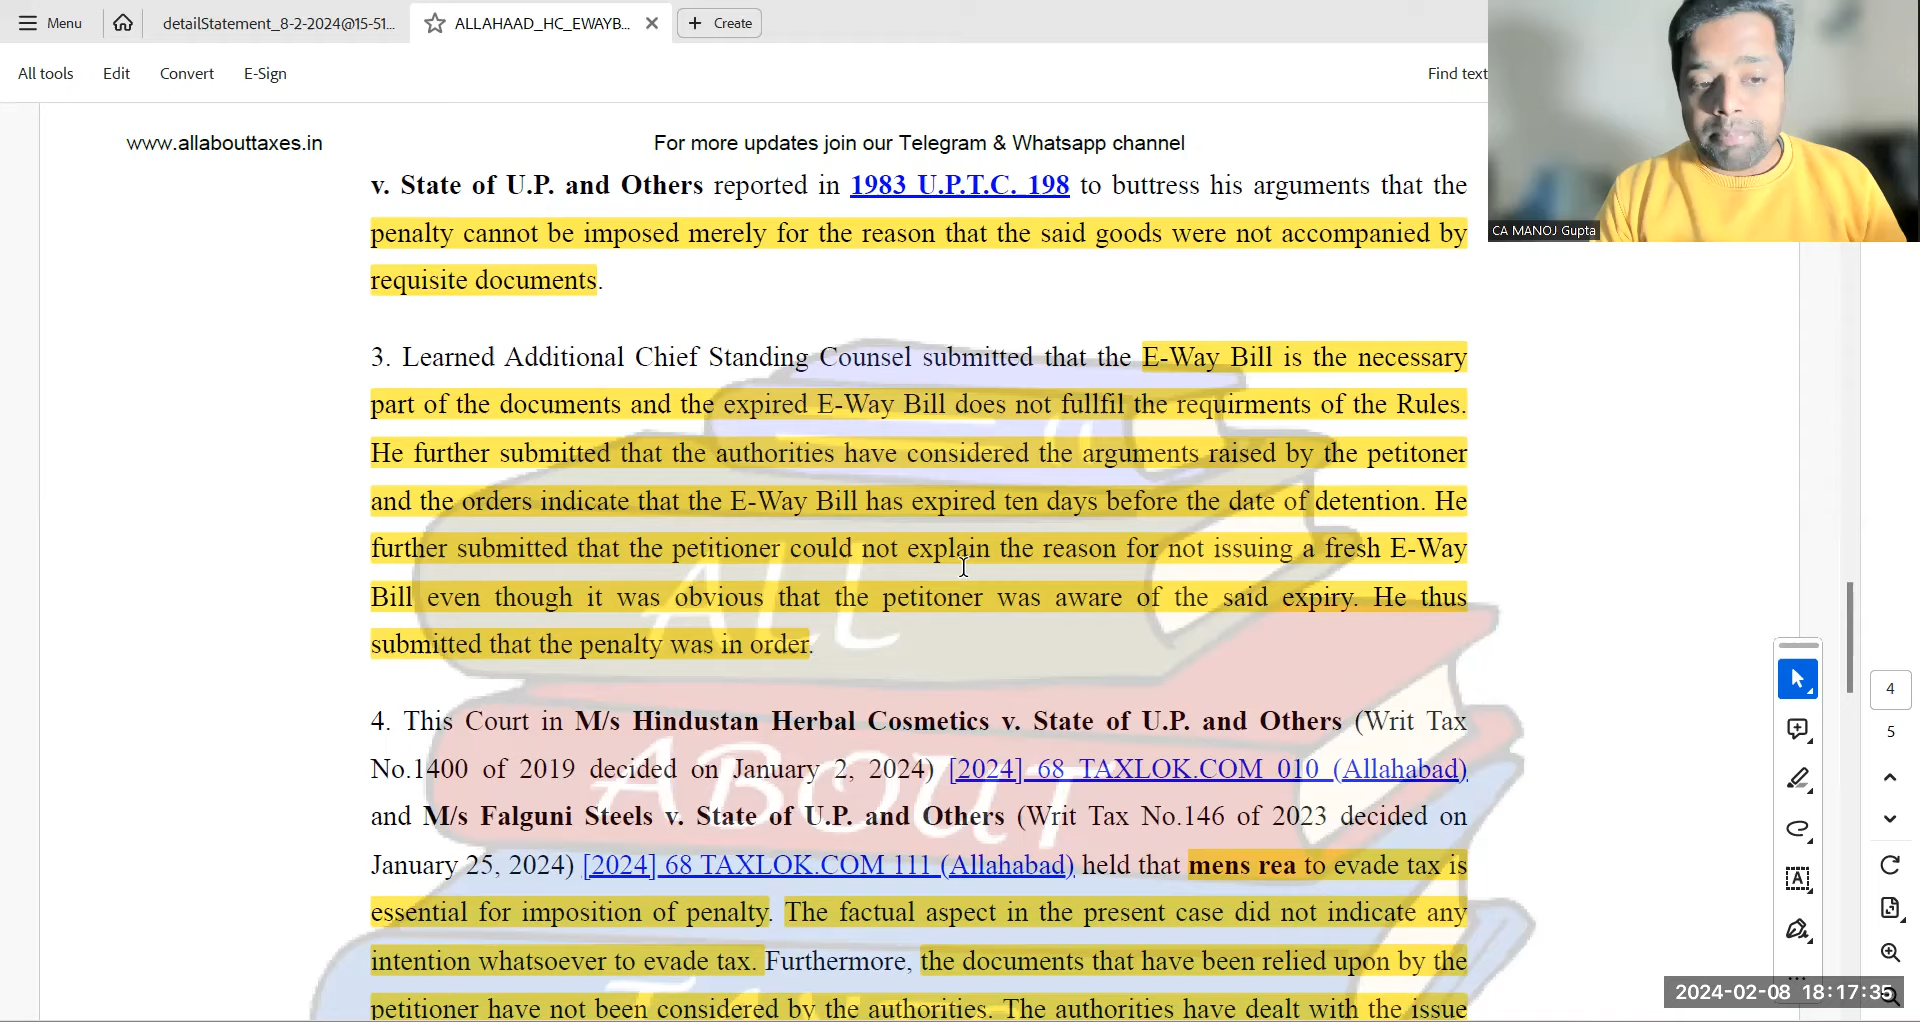 Menu
detailStatement_8-2-2024@15-51...
ALLAHAAD_HC_EWAYB...
Create
All tools
Edit
Convert
E-Sign
Find text
www.allabouttaxes.in
For more updates join our Telegram & Whatsapp channel
CA MANOJ Gupta
v. State of U.P. and Others reported in 1983 U.P.T.C. 198 to buttress his arguments that the
penalty cannot be imposed merely for the reason that the said goods were not accompanied by
requisite documents.
3. Learned Additional Chief Standing Counsel submitted that the E-Way Bill is the necessary
part of the documents and the expired E-Way Bill does not fullfil the requirments of the Rules.
He further submitted that the authorities have considered the arguments raised by the petitoner
and the orders indicate that the E-Way Bill has expired ten days before the date of detention. He
further submitted that the petitioner could not explain the reason for not issuing a fresh E-Way
Bill even though it was obvious that the petitoner was aware of the said expiry. He thus
submitted that the penalty was in order.
4. This Court in M/s Hindustan Herbal Cosmetics v. State of U.P. and Others (Writ Tax
No.1400 of 2019 decided on January 2, 2024) [2024] 68 TAXLOK.COM 010 (Allahabad)
and M/s Falguni Steels v. State of U.P. and Others (Writ Tax No.146 of 2023 decided on
January 25, 2024) [2024] 68 TAXLOK.COM 111 (Allahabad) held that mens rea to evade tax is
essential for imposition of penalty. The factual aspect in the present case did not indicate any
intention whatsoever to evade tax. Furthermore, the documents that have been relied upon by the
petitioner have not been considered by the authorities. The authorities have dealt with the issue
ALL
ABOUT
4
5
2024-02-08 18:17:35